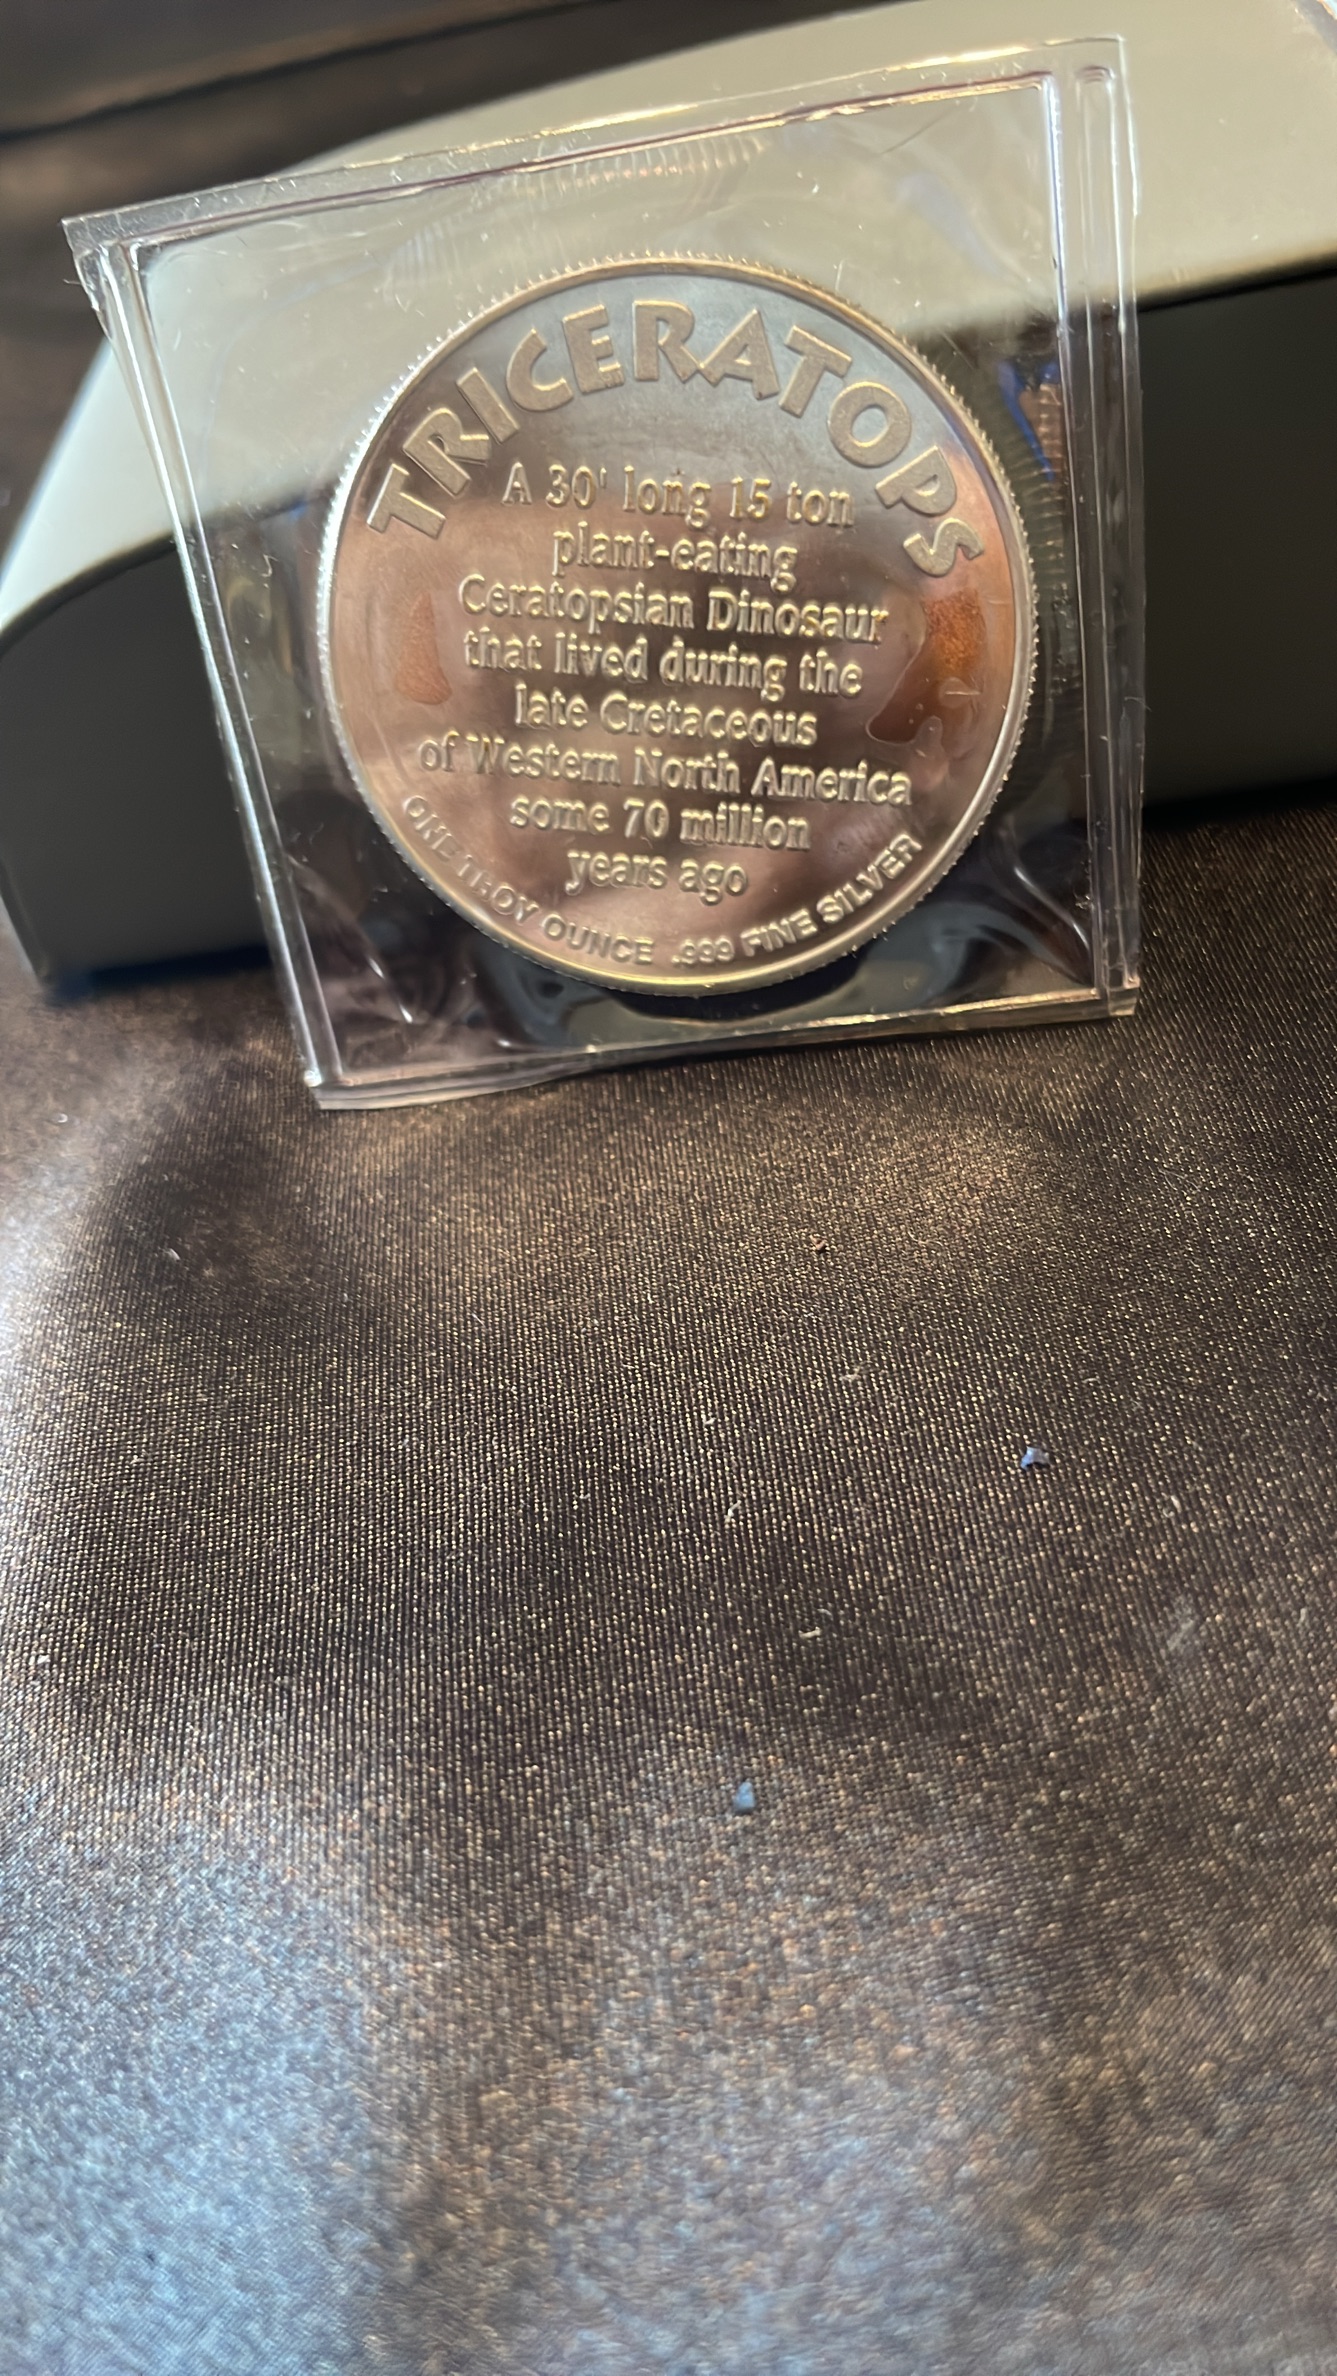 TRICERATOPS
A 30' long 15 ton
plant-eating
Ceratopsian Dinosaur
that lived during the
late Cretaceous
of Western North America
some 70 million
years ago
ONE TROY OUNCE .999 FINE SILVER